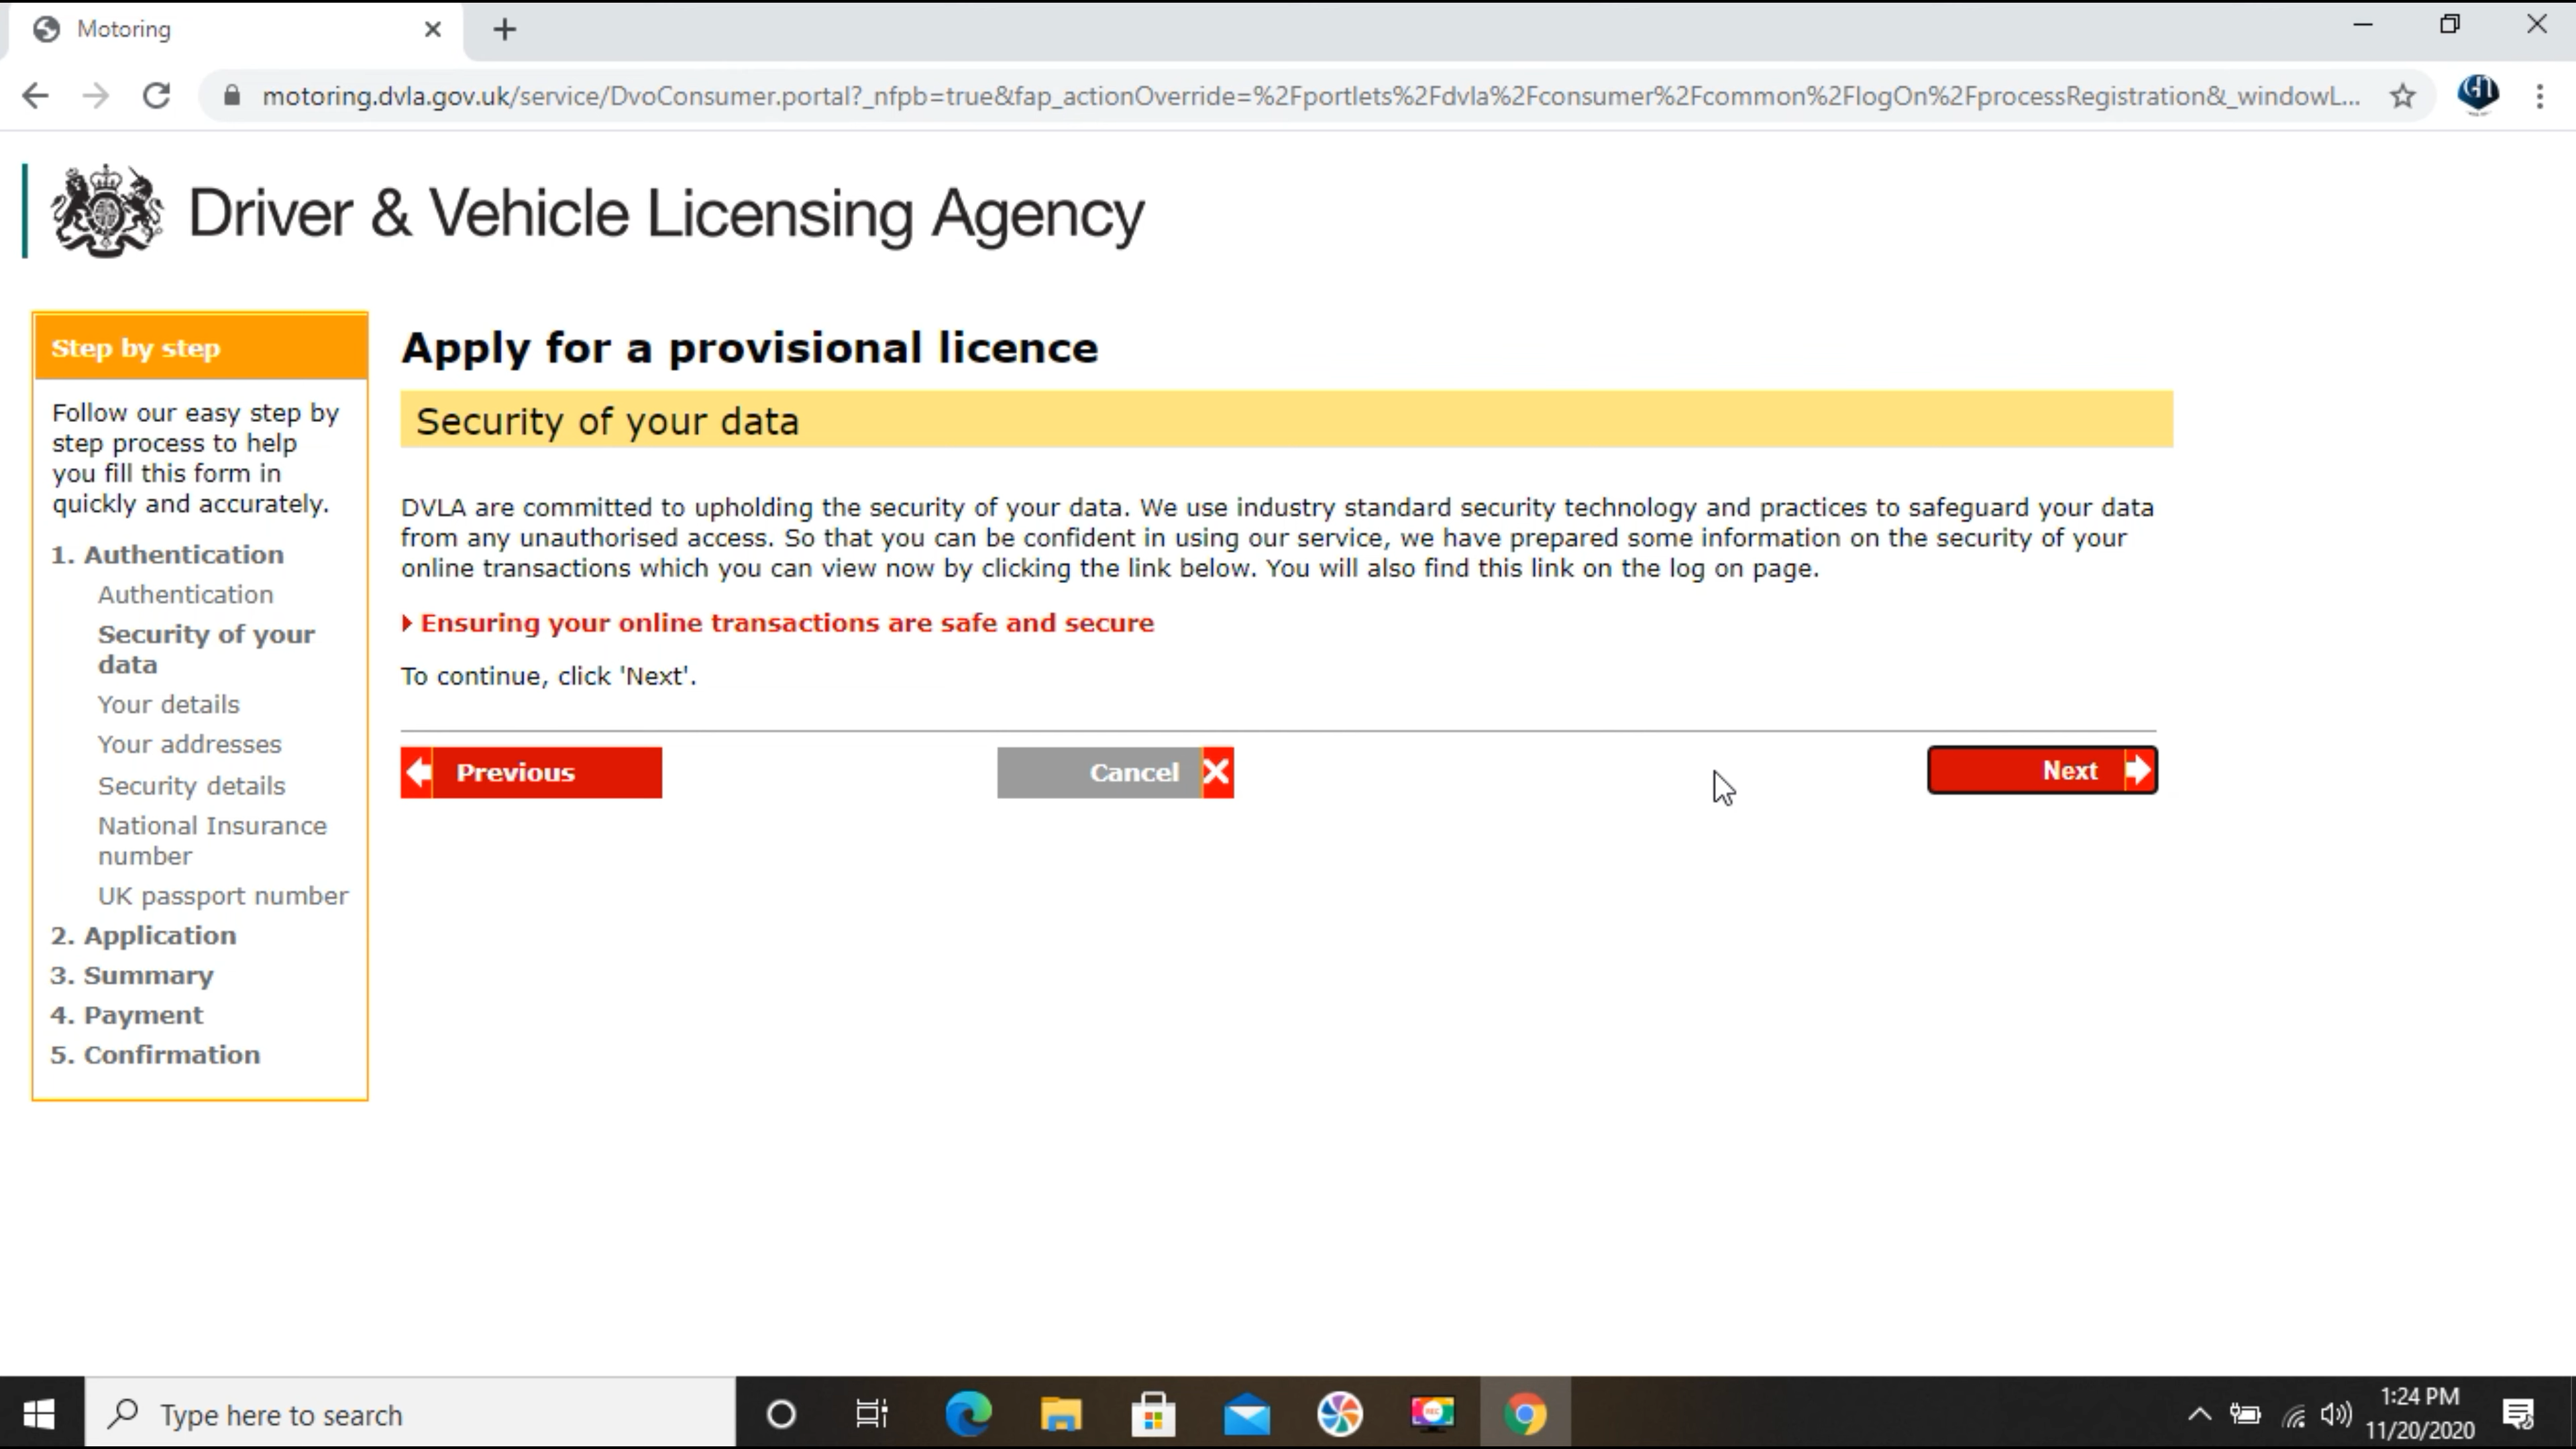 Motoring
motoring.dvla.gov.uk/service/DvoConsumer.portal?_nfpb=true&fap_actionOverride=%2Fportlets%2Fdvla%2Fconsumer%2Fcommon%2FlogOn%2FprocessRegistration&_windowL...
Driver & Vehicle Licensing Agency
Step by step
Follow our easy step by
step process to help
you fill this form in
quickly and accurately.
1. Authentication
Authentication
Security of your
data
Your details
Your addresses
Security details
National Insurance
number
UK passport number
2. Application
3. Summary
4. Payment
5. Confirmation
Apply for a provisional licence
Security of your data
DVLA are committed to upholding the security of your data. We use industry standard security technology and practices to safeguard your data
from any unauthorised access. So that you can be confident in using our service, we have prepared some information on the security of your
online transactions which you can view now by clicking the link below. You will also find this link on the log on page.
Ensuring your online transactions are safe and secure
To continue, click 'Next'.
Previous
Cancel
Next
Type here to search
1:24 PM
11/20/2020